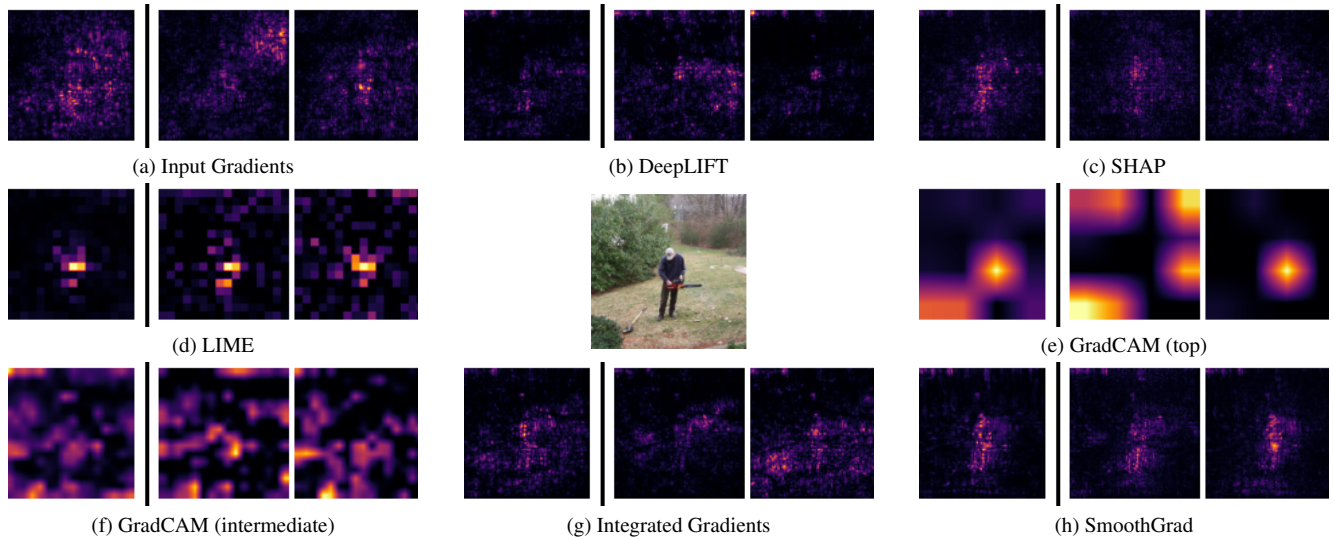 (a) Input Gradients
(b) DeepLIFT
(c) SHAP
(d) LIME
(e) GradCAM (top)
(f) GradCAM (intermediate)
(g) Integrated Gradients
(h) SmoothGrad